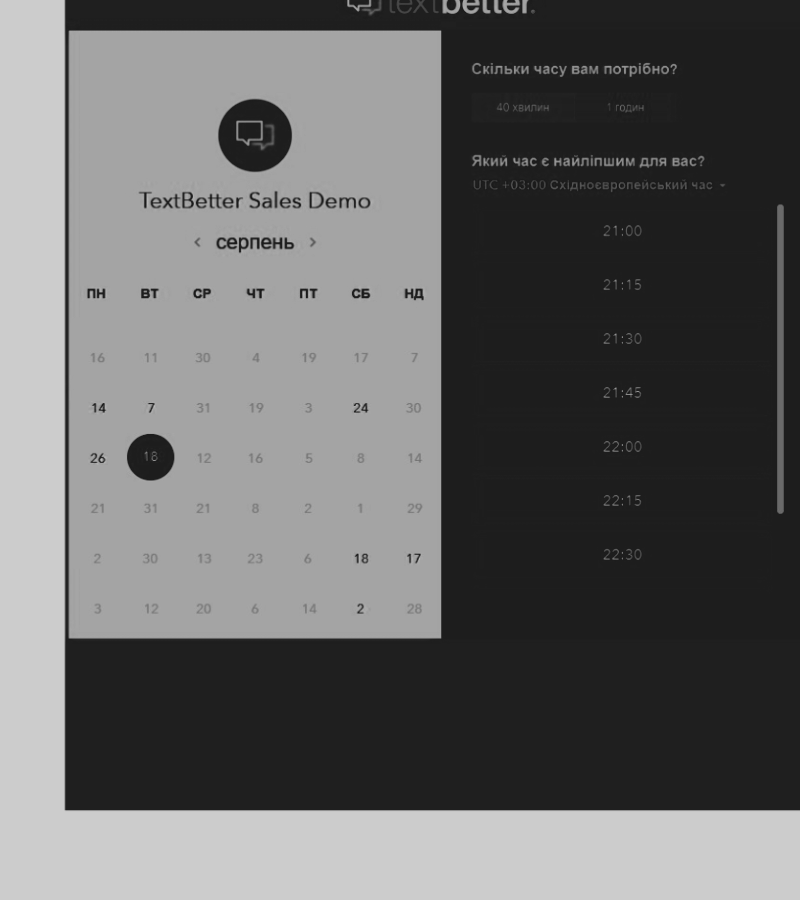 textbetter.
TextBetter Sales Demo
‹ серпень ›
ПН ВТ СР ЧТ ПТ СБ НД
16 11 30 4 19 17 7
14 7 31 19 3 24 30
26 18 12 16 5 8 14
21 31 21 8 2 1 29
2 30 13 23 6 18 17
3 12 20 6 14 2 28
Скільки часу вам потрібно?
40 хвилин 1 годин
Який час є найліпшим для вас?
UTC +03:00 Східноєвропейський час
21:00
21:15
21:30
21:45
22:00
22:15
22:30